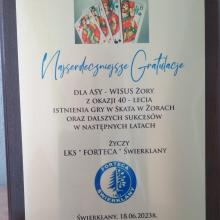 Najserdeczniejsze Gratulacje
DLA ASY - WISUS ŻORY
Z OKAZJI 40 - LECIA
ISTNIENIA GRY W SKATA W ŻORACH
ORAZ DALSZYCH SUKCESÓW
W NASTĘPNYCH LATACH
ŻYCZY
LKS " FORTECA " ŚWIERKLANY
FORTECA
ŚWIERKLANY
ŚWIERKLANY, 18.06.2023R.